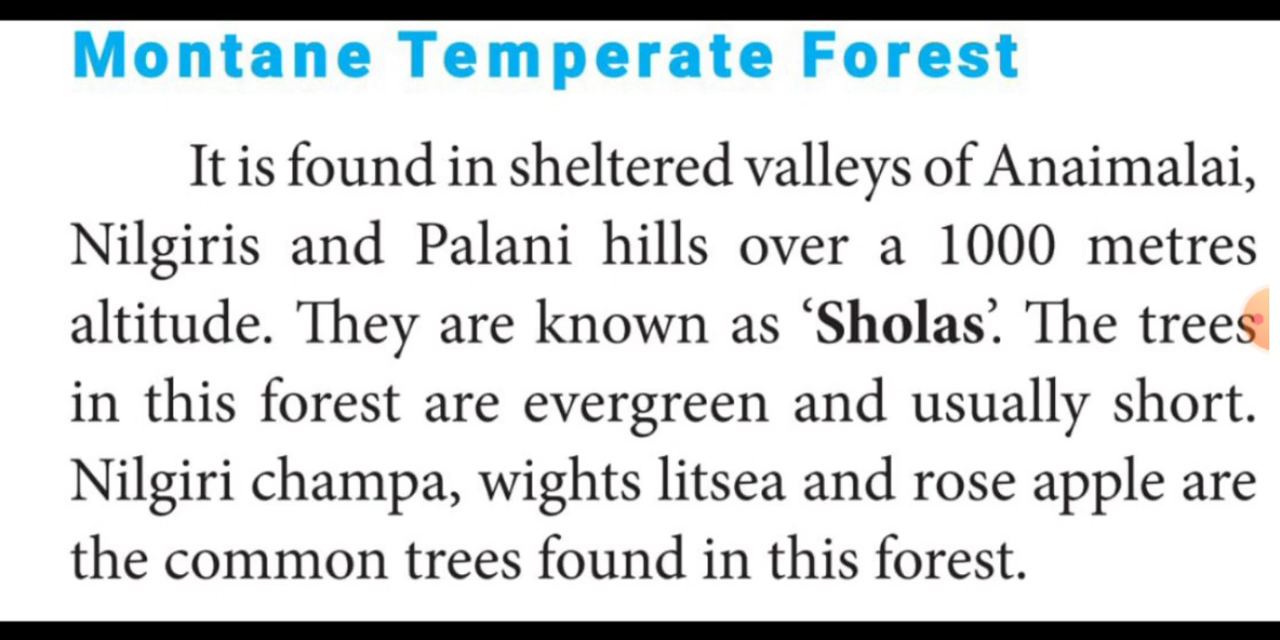 Montane Temperate Forest
It is found in sheltered valleys of Anaimalai,
Nilgiris and Palani hills over a 1000 metres
altitude. They are known as ‘Sholas’. The trees
in this forest are evergreen and usually short.
Nilgiri champa, wights litsea and rose apple are
the common trees found in this forest.